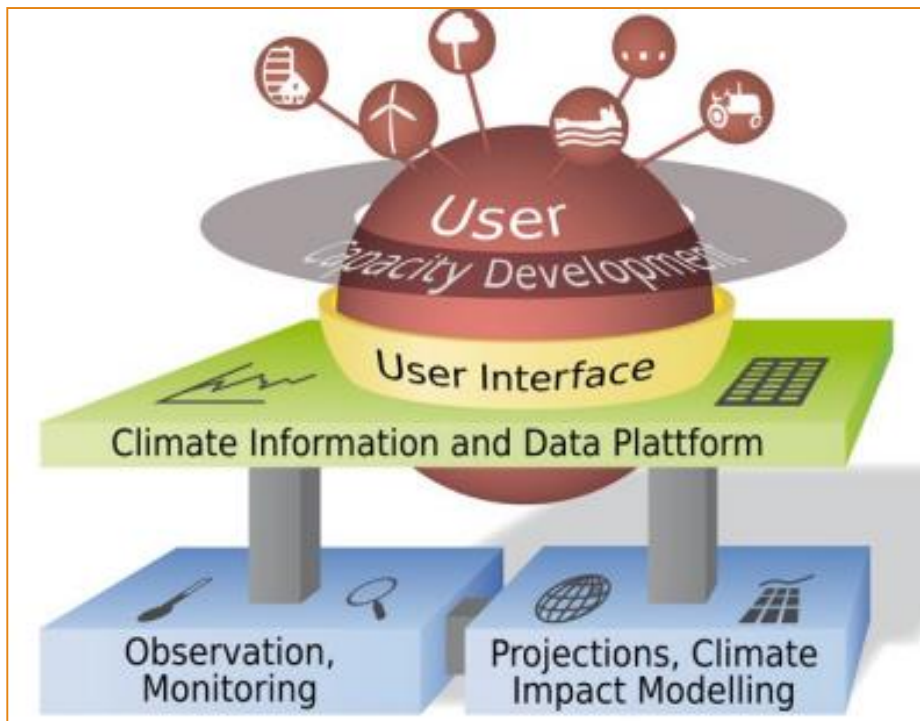 User
Capacity Development
User Interface
Climate Information and Data Plattform
Observation,
Monitoring
Projections, Climate
Impact Modelling